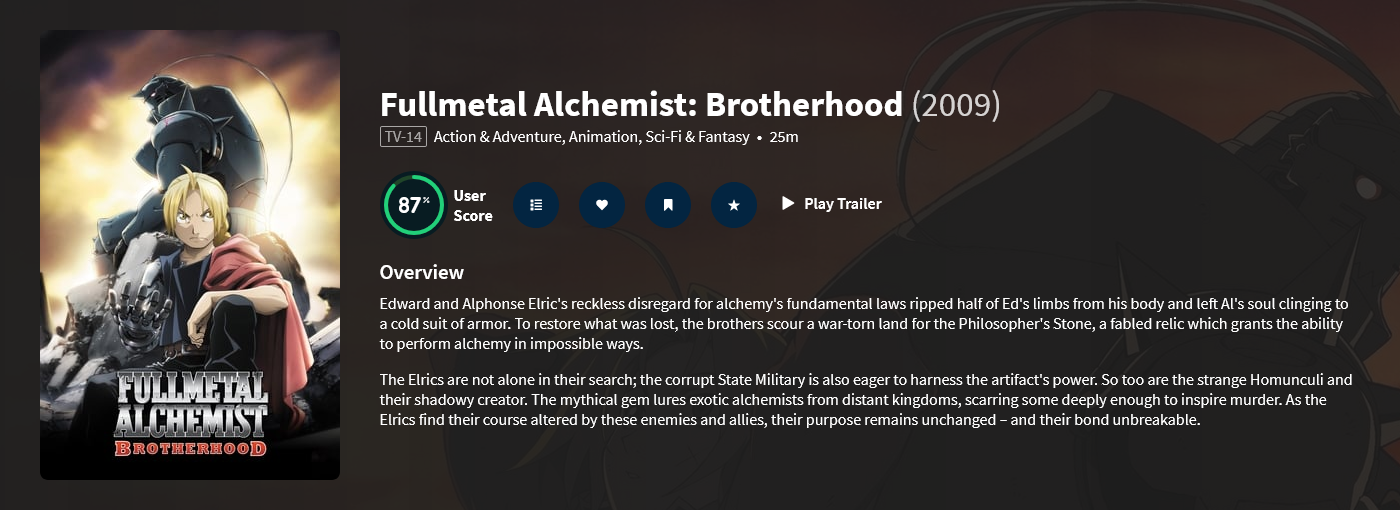 FULLMETAL
ALCHEMIST
BROTHERHOOD
Fullmetal Alchemist: Brotherhood (2009)
TV-14 Action & Adventure, Animation, Sci-Fi & Fantasy • 25m
87%
User
Score
Play Trailer
Overview
Edward and Alphonse Elric's reckless disregard for alchemy's fundamental laws ripped half of Ed's limbs from his body and left Al's soul clinging to
a cold suit of armor. To restore what was lost, the brothers scour a war-torn land for the Philosopher's Stone, a fabled relic which grants the ability
to perform alchemy in impossible ways.
The Elrics are not alone in their search; the corrupt State Military is also eager to harness the artifact's power. So too are the strange Homunculi and
their shadowy creator. The mythical gem lures exotic alchemists from distant kingdoms, scarring some deeply enough to inspire murder. As the
Elrics find their course altered by these enemies and allies, their purpose remains unchanged – and their bond unbreakable.